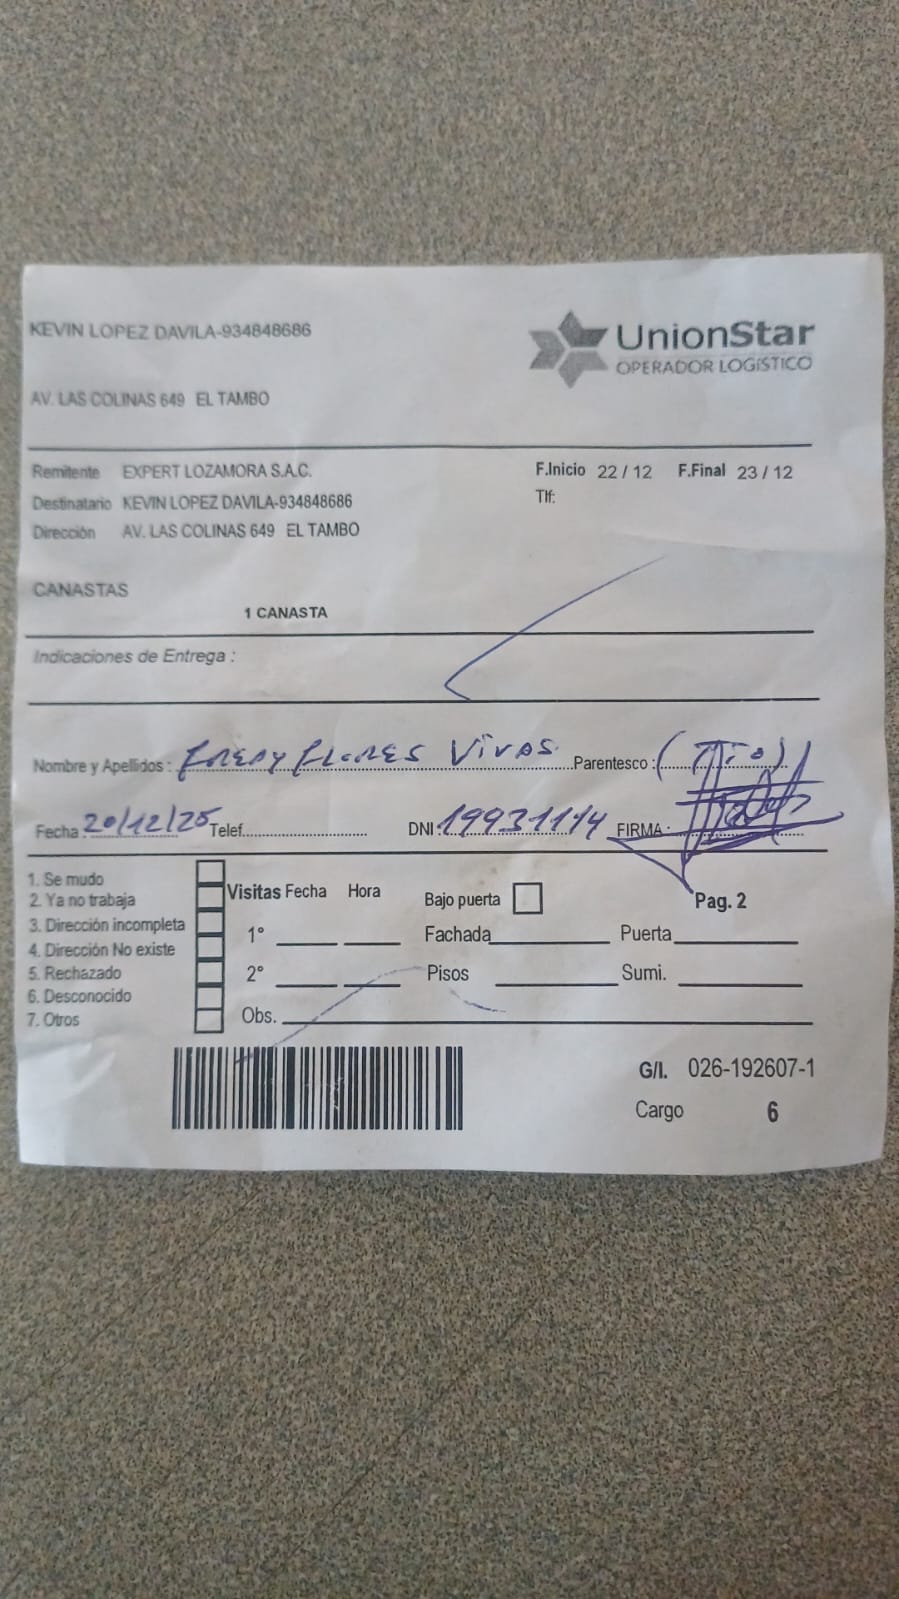 KEVIN LOPEZ DAVILA-934848686
UnionStar
OPERADOR LOGÍSTICO
AV. LAS COLINAS 649 EL TAMBO
Remitente EXPERT LOZAMORA S.A.C. F.Inicio 22 / 12 F.Final 23 / 12
Destinatario KEVIN LOPEZ DAVILA-934848686 Tlf:
Dirección AV. LAS COLINAS 649 EL TAMBO
CANASTAS
1 CANASTA
Indicaciones de Entrega :
Nombre y Apellidos : FREDY FLORES Vivas Parentesco : (Tío)
Fecha 20/12/25 Telef. DNI: 19931114 FIRMA :
1. Se mudo
2. Ya no trabaja
3. Dirección incompleta
4. Dirección No existe
5. Rechazado
6. Desconocido
7. Otros
Visitas Fecha Hora Bajo puerta Pag. 2
1° Fachada Puerta
2° Pisos Sumi.
Obs.
G/I. 026-192607-1
Cargo 6